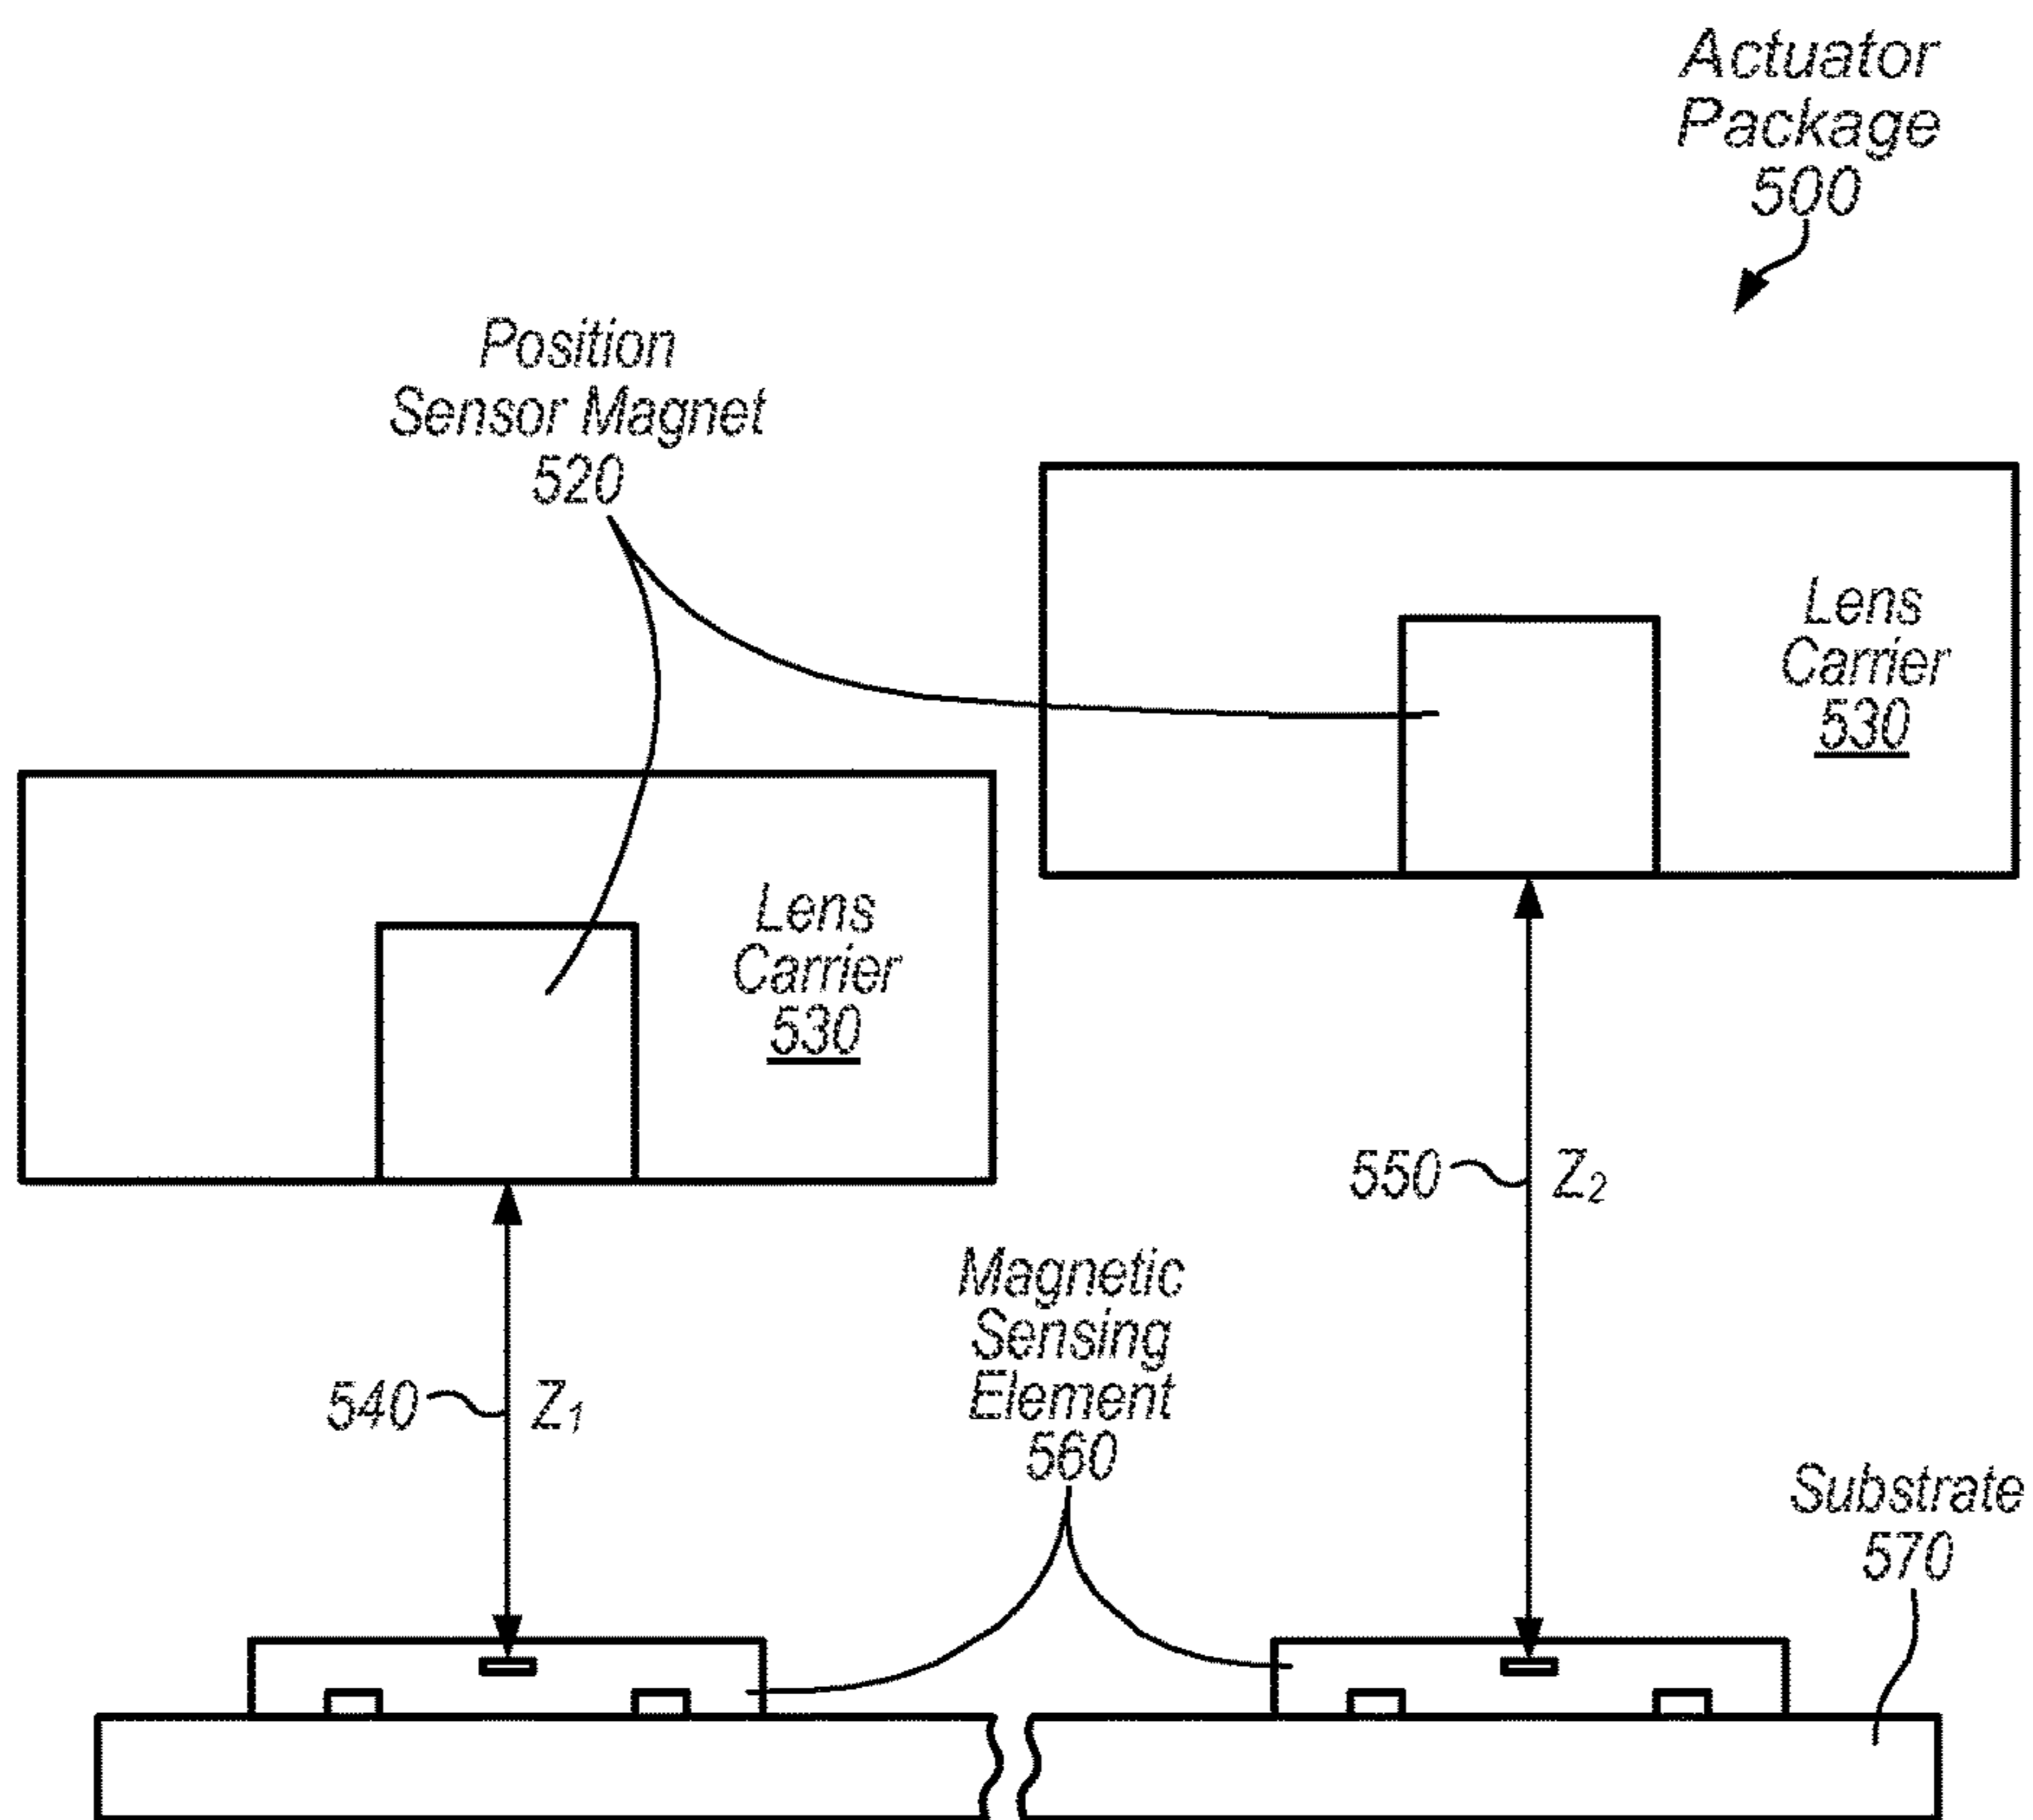 Actuator
Package
500
Position
Sensor Magnet
520
Lens
Carrier
530
Lens
Carrier
530
550
Z₂
Magnetic
Sensing
Element
560
540
Z₁
Substrate
570